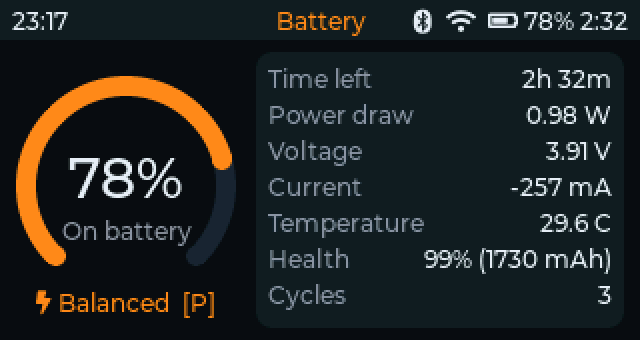 23:17 Battery 78% 2:32
78%
On battery
Balanced [P]
Time left 2h 32m
Power draw 0.98 W
Voltage 3.91 V
Current -257 mA
Temperature 29.6 C
Health 99% (1730 mAh)
Cycles 3